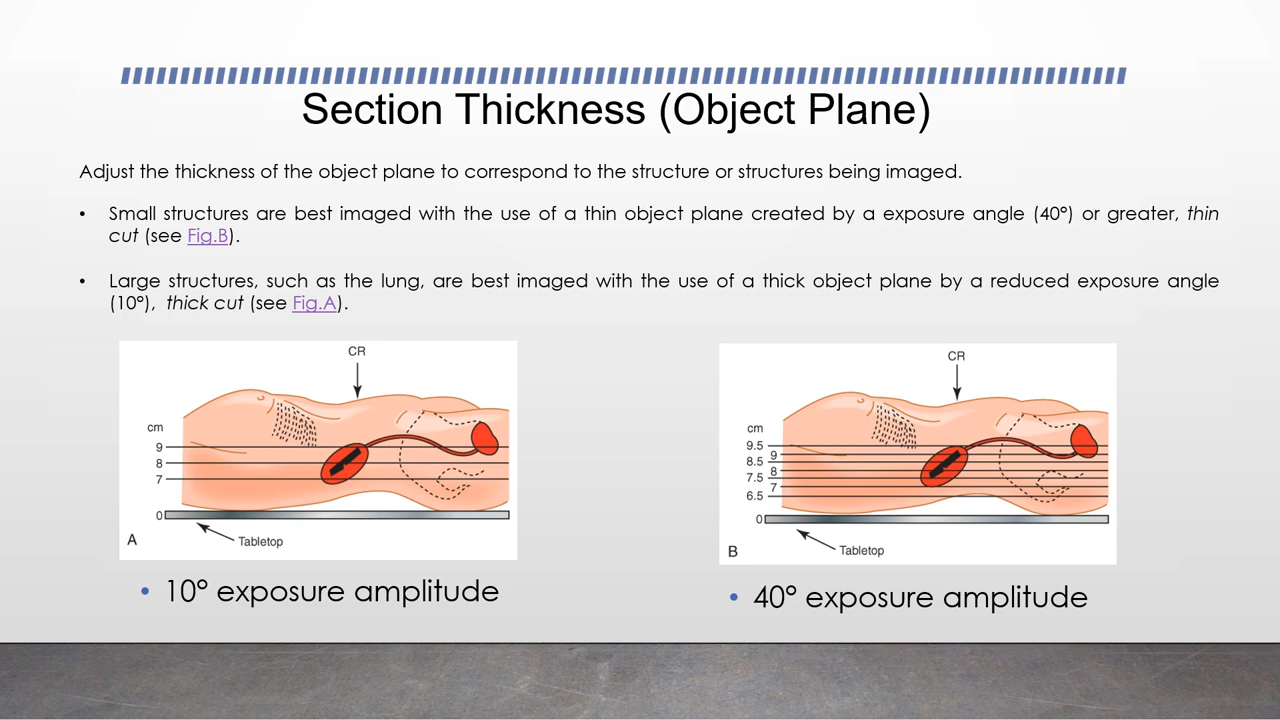 Section Thickness (Object Plane)
Adjust the thickness of the object plane to correspond to the structure or structures being imaged.
• Small structures are best imaged with the use of a thin object plane created by a exposure angle (40°) or greater, thin
cut (see Fig.B).
• Large structures, such as the lung, are best imaged with the use of a thick object plane by a reduced exposure angle
(10°), thick cut (see Fig.A).
CR
cm
9
8
7
0
A
Tabletop
• 10° exposure amplitude
CR
cm
9.5
9
8.5
8
7.5
7
6.5
0
B
Tabletop
• 40° exposure amplitude